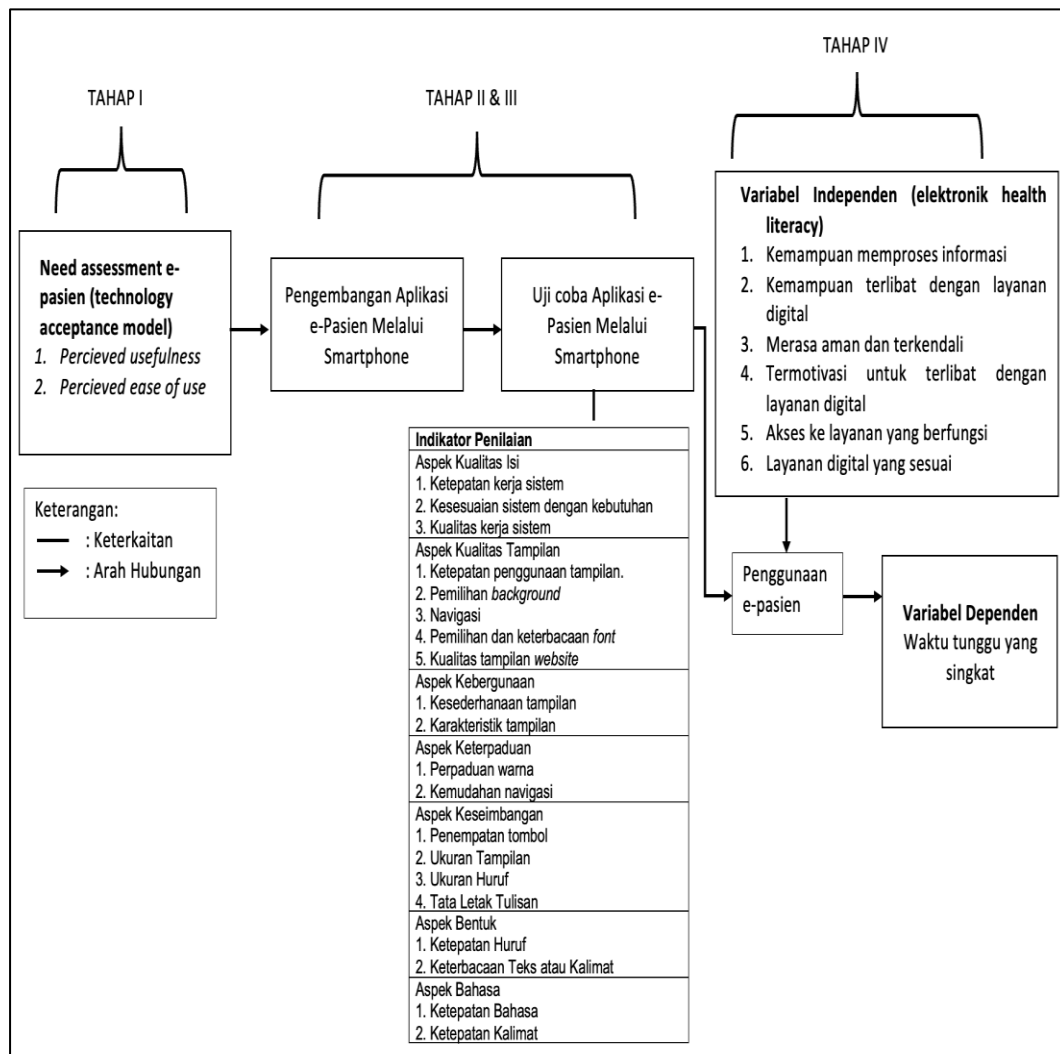 TAHAP I
TAHAP II & III
TAHAP IV
Need assessment e-
pasien (technology
acceptance model)
1. Percieved usefulness
2. Percieved ease of use
Pengembangan Aplikasi
e-Pasien Melalui
Smartphone
Uji coba Aplikasi e-
Pasien Melalui
Smartphone
Variabel Independen (elektronik health
literacy)
1. Kemampuan memproses informasi
2. Kemampuan terlibat dengan layanan
digital
3. Merasa aman dan terkendali
4. Termotivasi untuk terlibat dengan
layanan digital
5. Akses ke layanan yang berfungsi
6. Layanan digital yang sesuai
Keterangan:
: Keterkaitan
: Arah Hubungan
Indikator Penilaian
Aspek Kualitas Isi
1. Ketepatan kerja sistem
2. Kesesuaian sistem dengan kebutuhan
3. Kualitas kerja sistem
Aspek Kualitas Tampilan
1. Ketepatan penggunaan tampilan.
2. Pemilihan background
3. Navigasi
4. Pemilihan dan keterbacaan font
5. Kualitas tampilan website
Aspek Kebergunaan
1. Kesederhanaan tampilan
2. Karakteristik tampilan
Aspek Keterpaduan
1. Perpaduan warna
2. Kemudahan navigasi
Aspek Keseimbangan
1. Penempatan tombol
2. Ukuran Tampilan
3. Ukuran Huruf
4. Tata Letak Tulisan
Aspek Bentuk
1. Ketepatan Huruf
2. Keterbacaan Teks atau Kalimat
Aspek Bahasa
1. Ketepatan Bahasa
2. Ketepatan Kalimat
Penggunaan
e-pasien
Variabel Dependen
Waktu tunggu yang
singkat